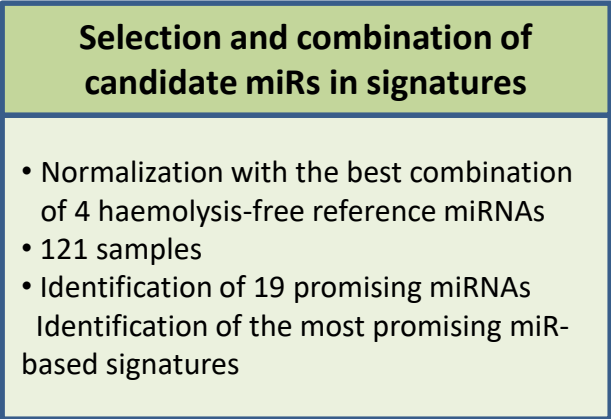 Selection and combination of
candidate miRs in signatures
• Normalization with the best combination
of 4 haemolysis-free reference miRNAs
• 121 samples
• Identification of 19 promising miRNAs
Identification of the most promising miR-
based signatures